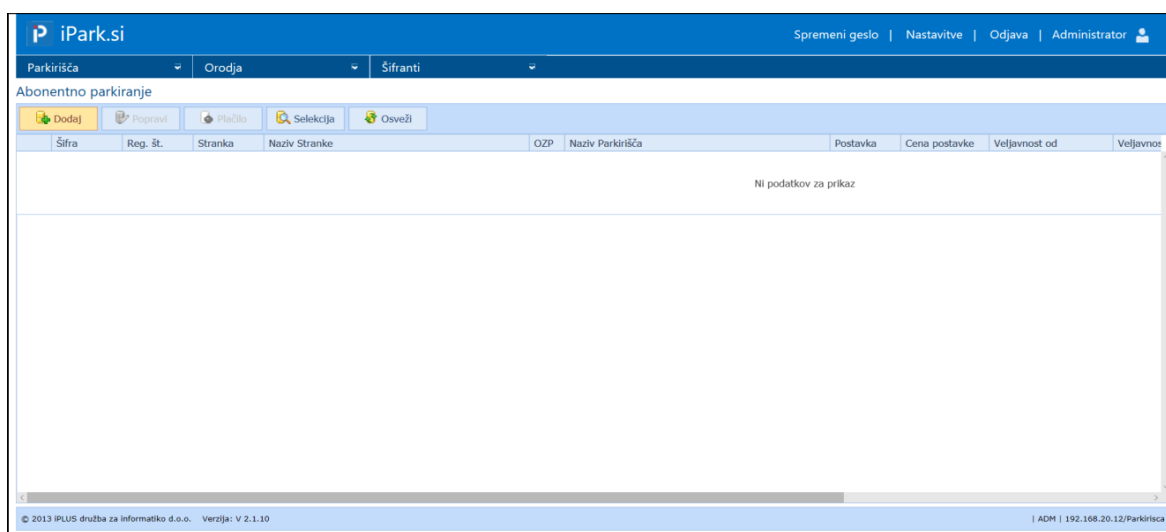 P iPark.si
Spremeni geslo | Nastavitve | Odjava | Administrator
Parkirišča Orodja Šifranti
Abonentno parkiranje
Dodaj Popravi Plačilo Selekcija Osveži
Šifra Reg. št. Stranka Naziv Stranke OZP Naziv Parkirišča Postavka Cena postavke Veljavnost od Veljavnos
Ni podatkov za prikaz
© 2013 iPLUS družba za informatiko d.o.o. Verzija: V 2.1.10 | ADM | 192.168.20.12/Parkirisca